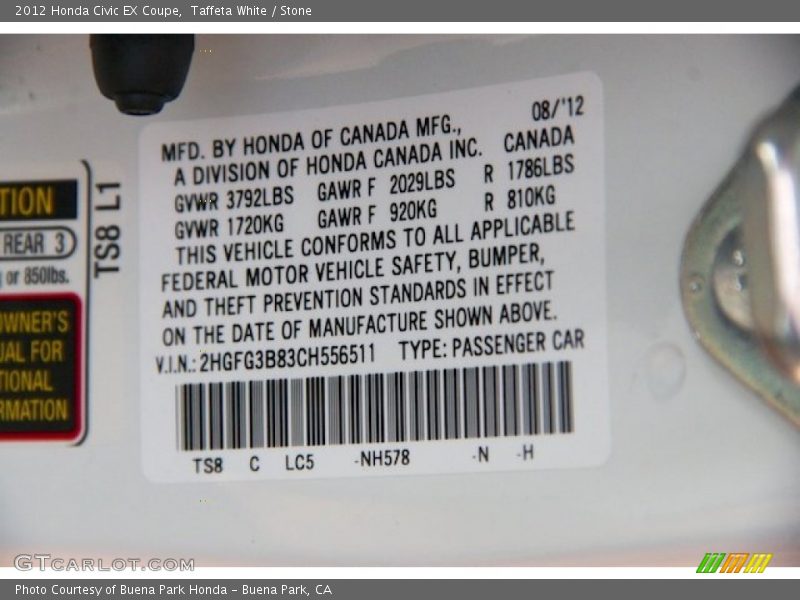 2012 Honda Civic EX Coupe, Taffeta White / Stone
MFD. BY HONDA OF CANADA MFG., 08/'12
A DIVISION OF HONDA CANADA INC. CANADA
GVWR 3792LBS GAWR F 2029LBS R 1786LBS
GVWR 1720KG GAWR F 920KG R 810KG
THIS VEHICLE CONFORMS TO ALL APPLICABLE
FEDERAL MOTOR VEHICLE SAFETY, BUMPER,
AND THEFT PREVENTION STANDARDS IN EFFECT
ON THE DATE OF MANUFACTURE SHOWN ABOVE.
V.I.N.: 2HGFG3B83CH556511 TYPE: PASSENGER CAR
TS8 C LC5 -NH578 -N -H
TS8 L1
TION
REAR 3
or 850lbs.
OWNER'S
UAL FOR
TIONAL
RMATION
GTCARLOT.COM
Photo Courtesy of Buena Park Honda - Buena Park, CA